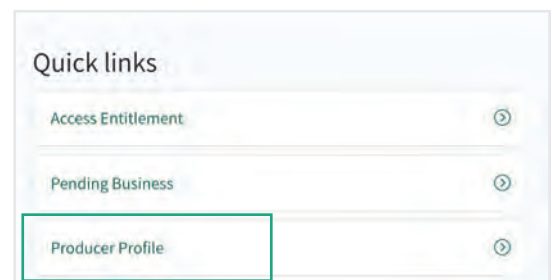 Quick links
Access Entitlement
Pending Business
Producer Profile